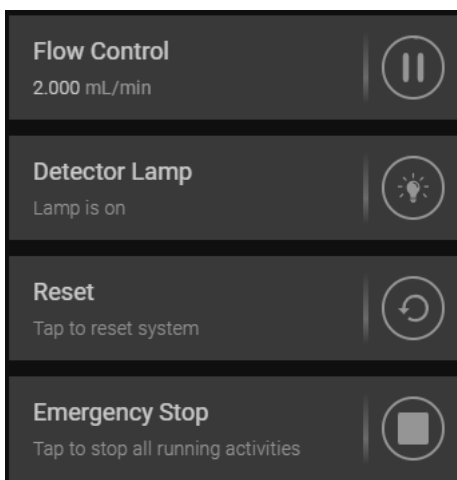 Flow Control
2.000 mL/min
Detector Lamp
Lamp is on
Reset
Tap to reset system
Emergency Stop
Tap to stop all running activities